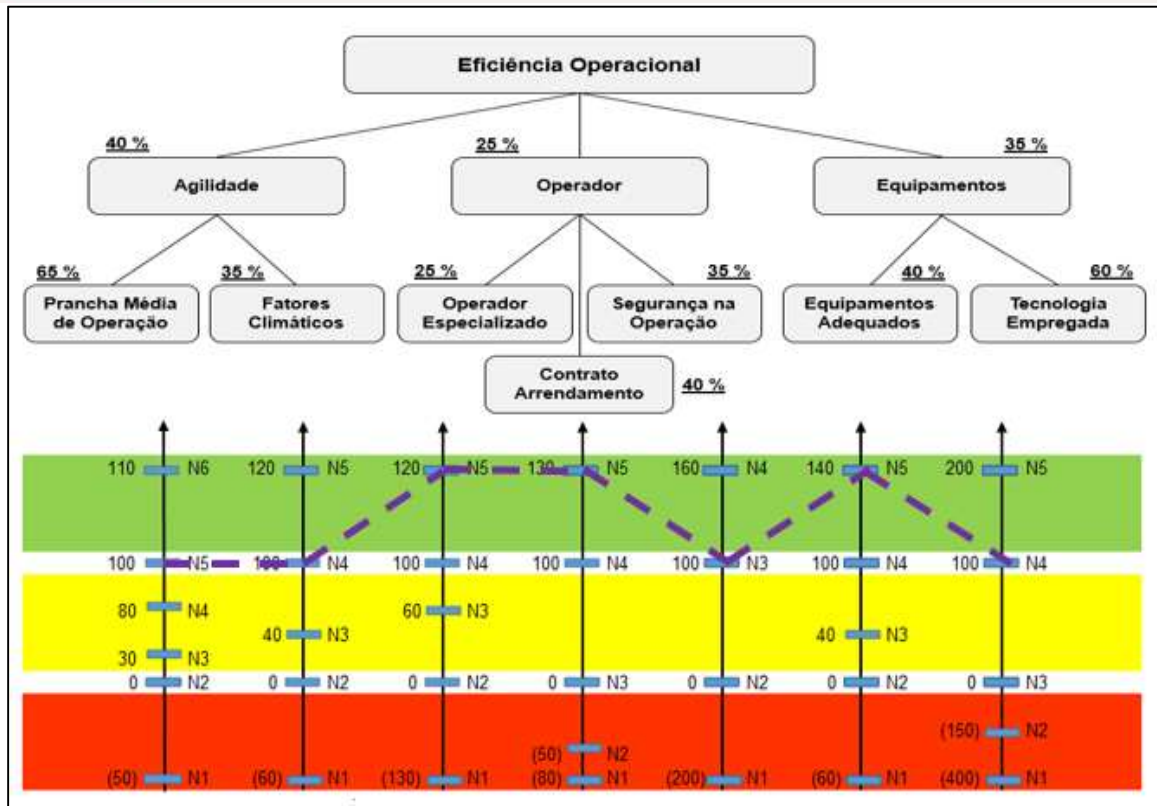 Eficiência Operacional
40 %
25 %
35 %
Agilidade
Operador
Equipamentos
65 %
35 %
25 %
35 %
40 %
60 %
Prancha Média
de Operação
Fatores
Climáticos
Operador
Especializado
Segurança na
Operação
Equipamentos
Adequados
Tecnologia
Empregada
Contrato
Arrendamento
40 %
110 N6 120 N5 120 N5 130 N5 160 N4 140 N5 200 N5
100 N5 100 N4 100 N4 100 N4 100 N3 100 N4 100 N4
80 N4 60 N3
40 N3 40 N3
30 N3
0 N2 0 N2 0 N2 0 N3 0 N2 0 N2 0 N3
(150) N2
(50) N2
(50) N1 (60) N1 (130) N1 (80) N1 (200) N1 (60) N1 (400) N1